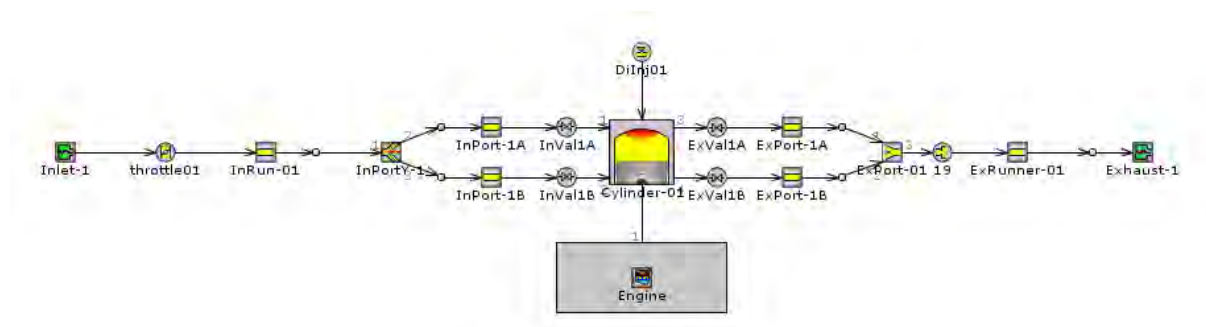 DiInj01
InPort-1A InVal1A ExVal1A ExPort-1A
Inlet-1 throttle01 InRun-01 InPortY-1 ExPort-01 19 ExRunner-01 Exhaust-1
InPort-1B InVal1B Cylinder-01 ExVal1B ExPort-1B
1
Engine